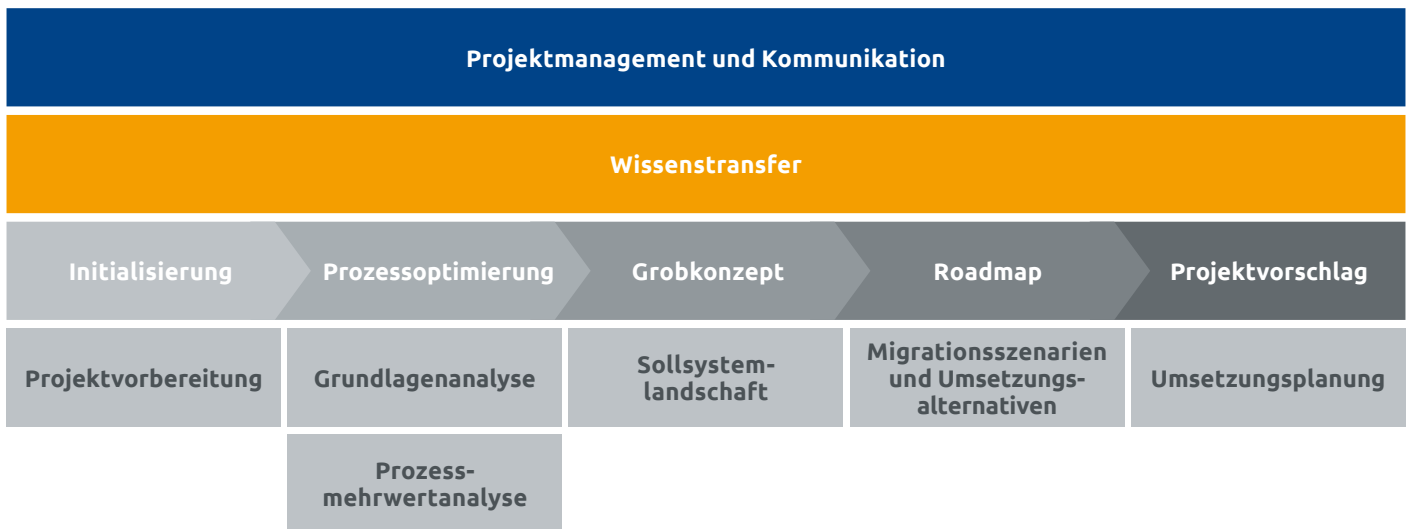 Projektmanagement und Kommunikation
Wissenstransfer
Initialisierung
Prozessoptimierung
Grobkonzept
Roadmap
Projektvorschlag
Projektvorbereitung
Grundlagenanalyse
Sollsystem-
landschaft
Migrationsszenarien
und Umsetzungs-
alternativen
Umsetzungsplanung
Prozess-
mehrwertanalyse